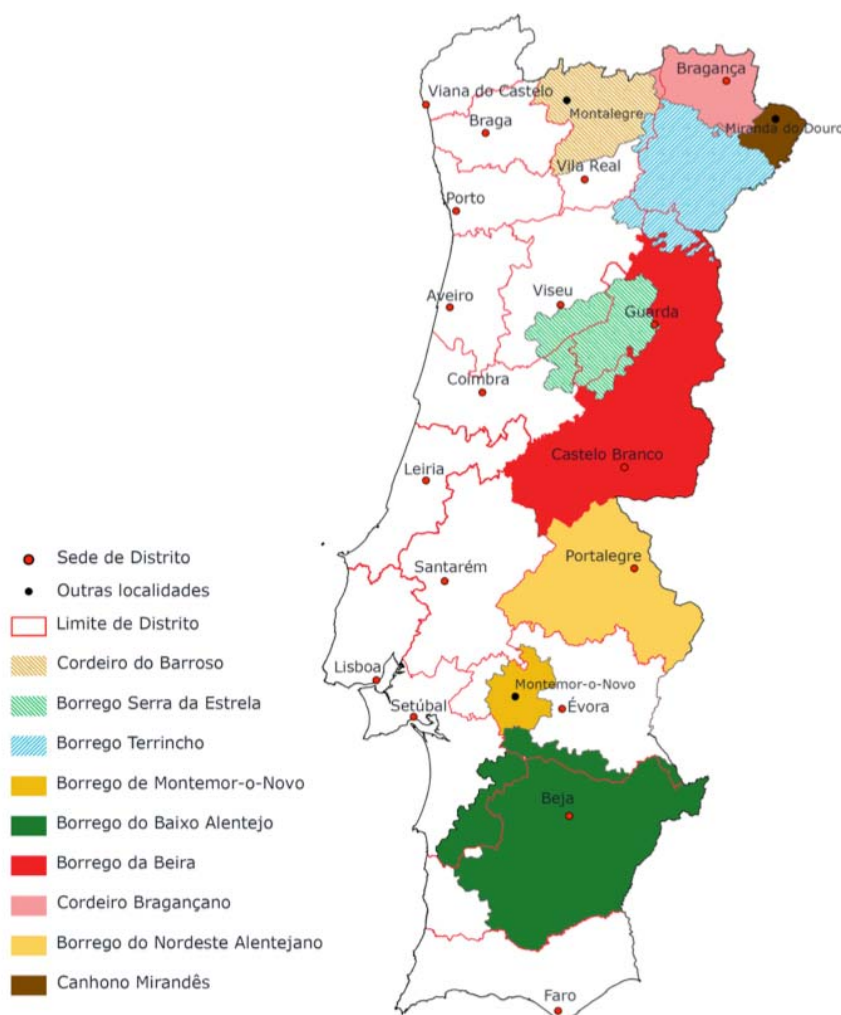 Bragança
Viana do Castelo
Montalegre
Braga
Miranda do Douro
Vila Real
Porto
Aveiro
Viseu
Guarda
Coimbra
Castelo Branco
Leiria
Sede de Distrito
Portalegre
Santarém
Outras localidades
Limite de Distrito
Cordeiro do Barroso
Lisboa
Montemor-o-Novo
Borrego Serra da Estrela
Setúbal
Évora
Borrego Terrincho
Borrego de Montemor-o-Novo
Beja
Borrego do Baixo Alentejo
Borrego da Beira
Cordeiro Bragançano
Borrego do Nordeste Alentejano
Canhono Mirandês
Faro